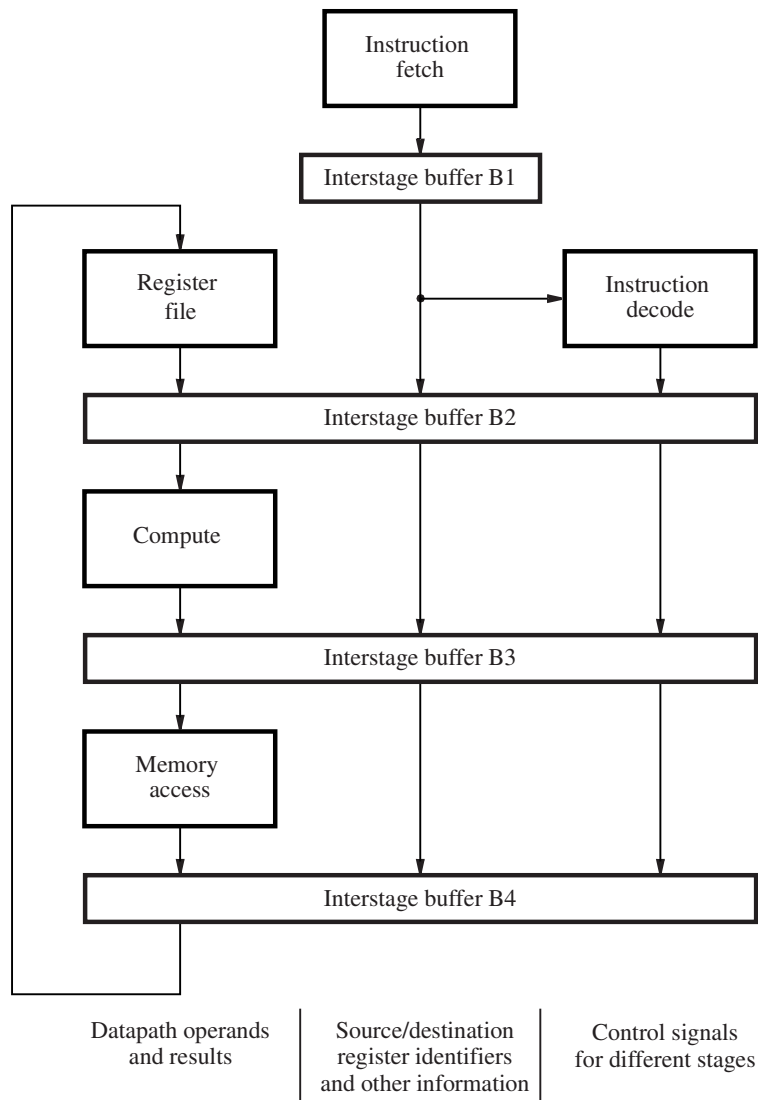 Instruction
fetch
Interstage buffer B1
Register
file
Instruction
decode
Interstage buffer B2
Compute
Interstage buffer B3
Memory
access
Interstage buffer B4
Datapath operands
and results
Source/destination
register identifiers
and other information
Control signals
for different stages